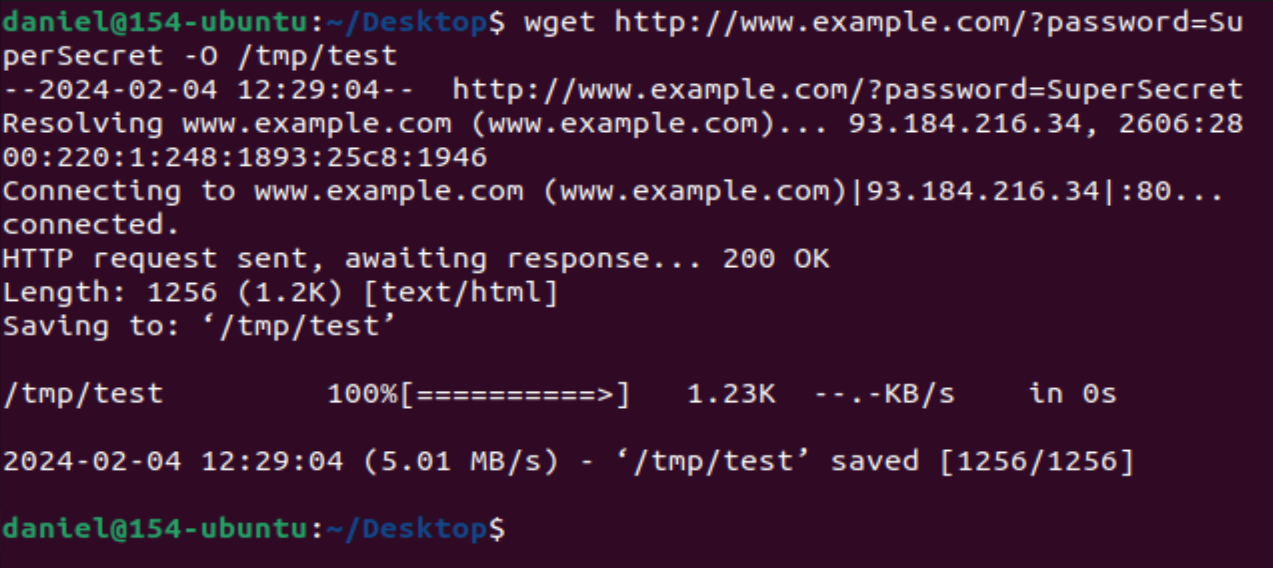 daniel@154-ubuntu:~/Desktop$ wget http://www.example.com/?password=Su
perSecret -O /tmp/test
--2024-02-04 12:29:04--  http://www.example.com/?password=SuperSecret
Resolving www.example.com (www.example.com)... 93.184.216.34, 2606:28
00:220:1:248:1893:25c8:1946
Connecting to www.example.com (www.example.com)|93.184.216.34|:80...
connected.
HTTP request sent, awaiting response... 200 OK
Length: 1256 (1.2K) [text/html]
Saving to: ‘/tmp/test’
/tmp/test         100%[==========>]   1.23K  --.-KB/s    in 0s
2024-02-04 12:29:04 (5.01 MB/s) - ‘/tmp/test’ saved [1256/1256]
daniel@154-ubuntu:~/Desktop$